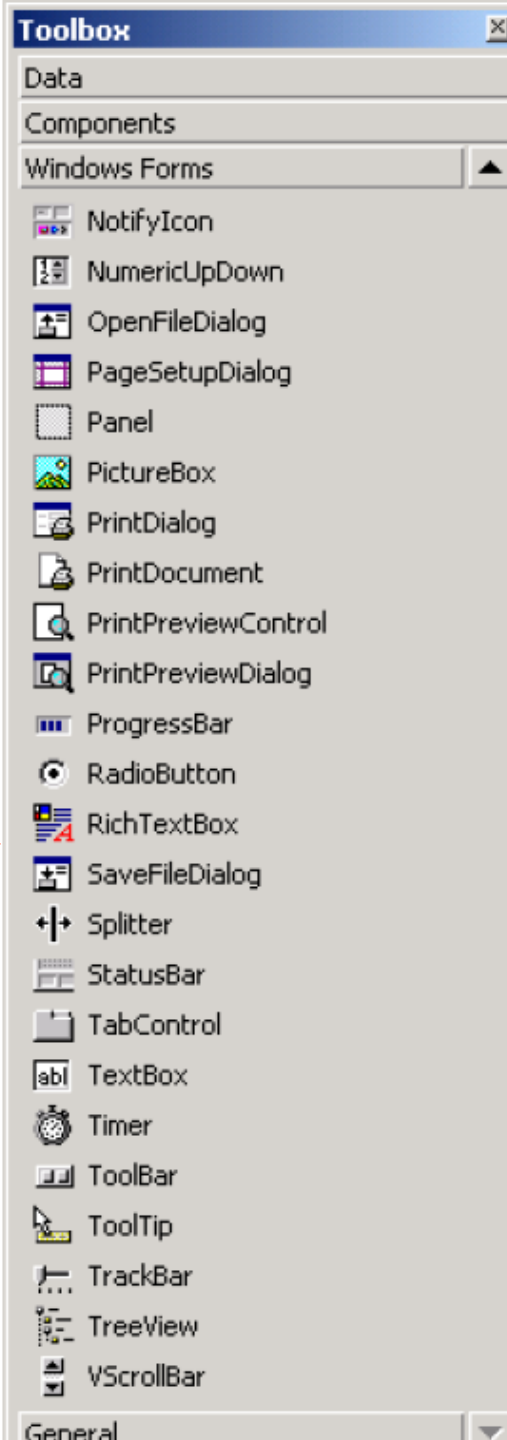 Toolbox
Data
Components
Windows Forms
NotifyIcon
NumericUpDown
OpenFileDialog
PageSetupDialog
Panel
PictureBox
PrintDialog
PrintDocument
PrintPreviewControl
PrintPreviewDialog
ProgressBar
RadioButton
RichTextBox
SaveFileDialog
Splitter
StatusBar
TabControl
abl TextBox
Timer
ToolBar
ToolTip
TrackBar
TreeView
VScrollBar
General